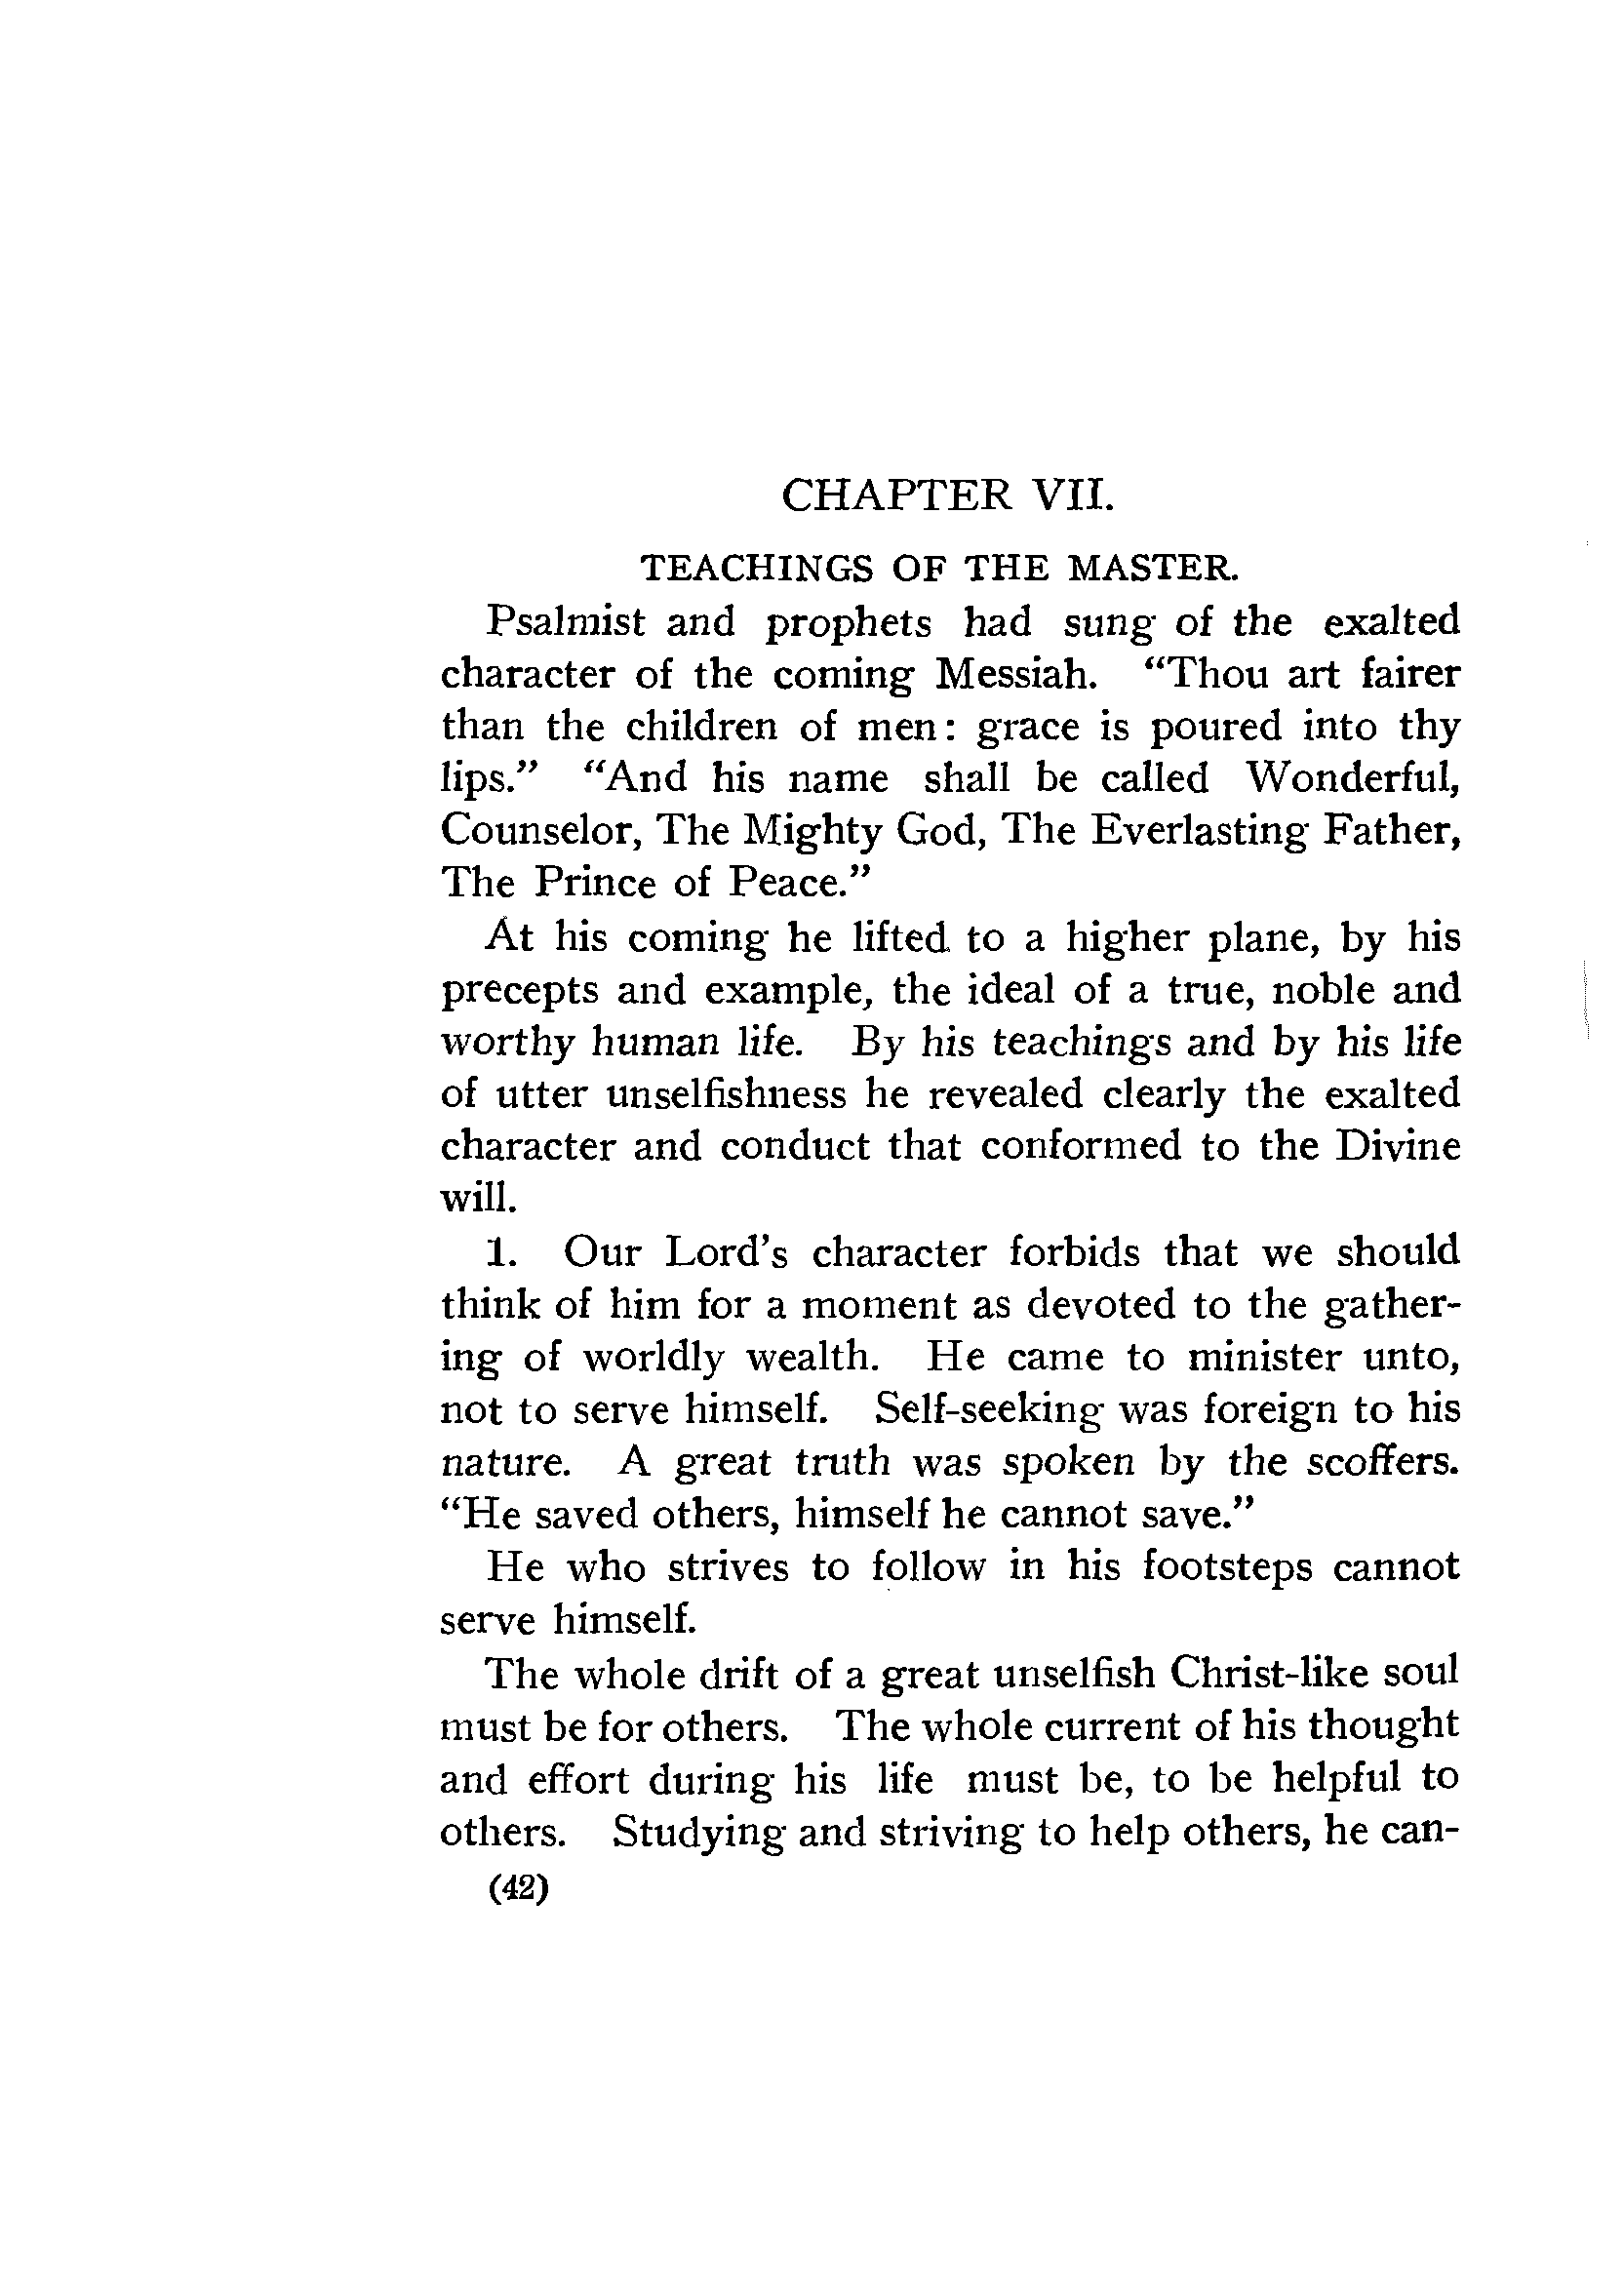 CHAPTER VII.
TEACHINGS OF THE MASTER.
Psalmist and prophets had sung of the exalted
character of the coming Messiah. “Thou art fairer
than the children of men: grace is poured into thy
lips.” “And his name shall be called Wonderful,
Counselor, The Mighty God, The Everlasting Father,
The Prince of Peace.”
At his coming he lifted to a higher plane, by his
precepts and example, the ideal of a true, noble and
worthy human life. By his teachings and by his life
of utter unselfishness he revealed clearly the exalted
character and conduct that conformed to the Divine
will.
1. Our Lord’s character forbids that we should
think of him for a moment as devoted to the gather-
ing of worldly wealth. He came to minister unto,
not to serve himself. Self-seeking was foreign to his
nature. A great truth was spoken by the scoffers.
“He saved others, himself he cannot save.”
He who strives to follow in his footsteps cannot
serve himself.
The whole drift of a great unselfish Christ-like soul
must be for others. The whole current of his thought
and effort during his life must be, to be helpful to
others. Studying and striving to help others, he can-
(42)